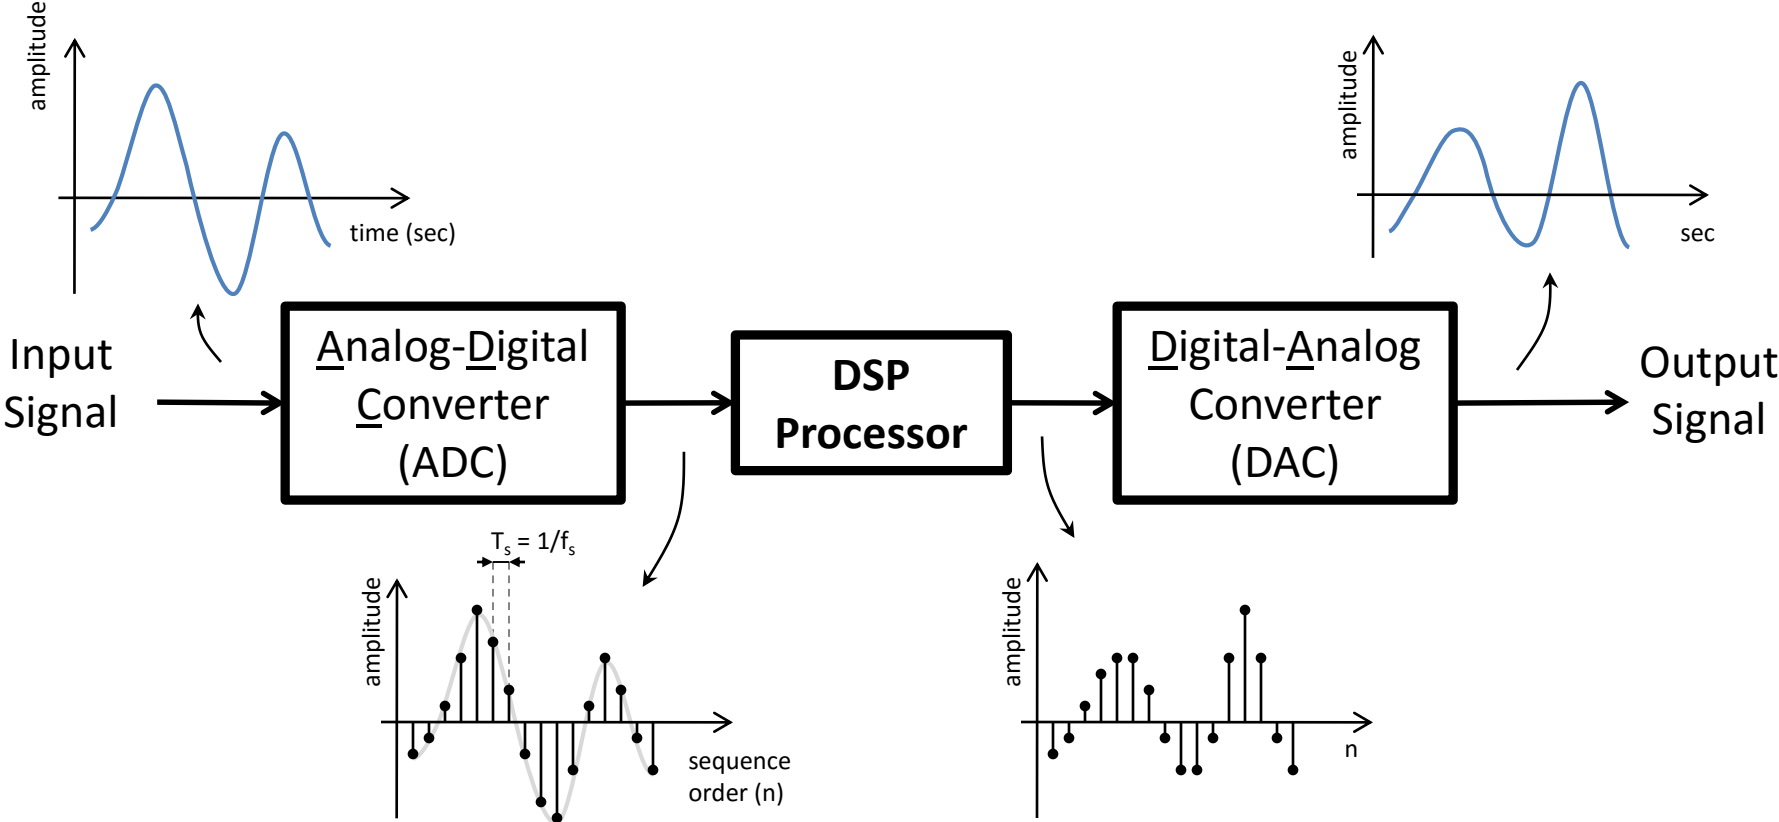 amplitude
time (sec)
amplitude
sec
Input
Signal
Analog-Digital
Converter
(ADC)
DSP
Processor
Digital-Analog
Converter
(DAC)
Output
Signal
Tₛ = 1/fₛ
amplitude
sequence
order (n)
amplitude
n